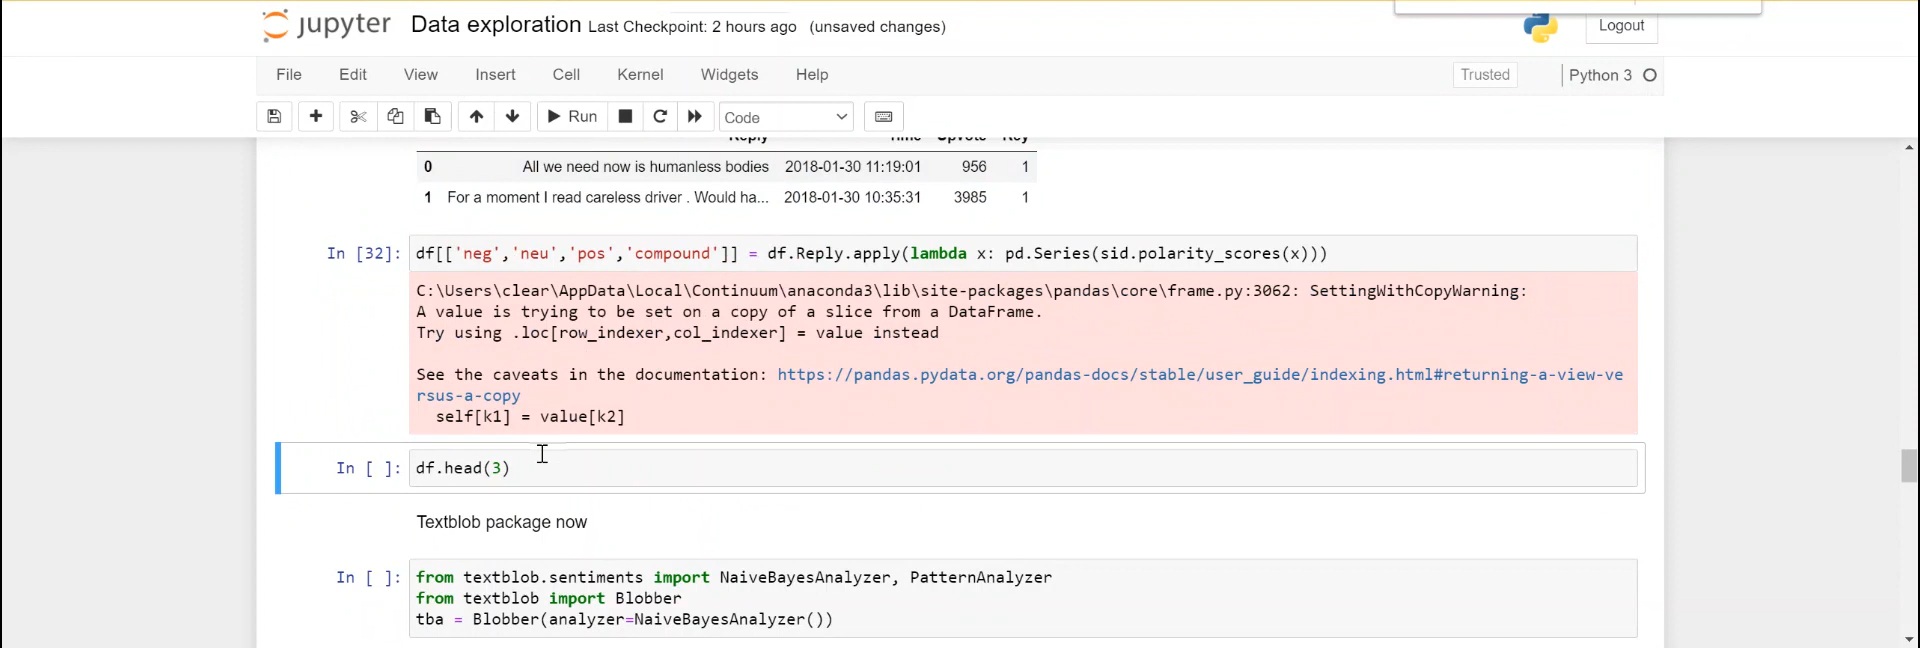 jupyter Data exploration Last Checkpoint: 2 hours ago (unsaved changes) Logout
File Edit View Insert Cell Kernel Widgets Help Trusted Python 3
Run Code
Reply Time Upvote Key
0 All we need now is humanless bodies 2018-01-30 11:19:01 956 1
1 For a moment I read careless driver . Would ha... 2018-01-30 10:35:31 3985 1
In [32]: df[['neg','neu','pos','compound']] = df.Reply.apply(lambda x: pd.Series(sid.polarity_scores(x)))
C:\Users\clear\AppData\Local\Continuum\anaconda3\lib\site-packages\pandas\core\frame.py:3062: SettingWithCopyWarning:
A value is trying to be set on a copy of a slice from a DataFrame.
Try using .loc[row_indexer,col_indexer] = value instead
See the caveats in the documentation: https://pandas.pydata.org/pandas-docs/stable/user_guide/indexing.html#returning-a-view-ve
rsus-a-copy
self[k1] = value[k2]
In [ ]: df.head(3)
Textblob package now
In [ ]: from textblob.sentiments import NaiveBayesAnalyzer, PatternAnalyzer
from textblob import Blobber
tba = Blobber(analyzer=NaiveBayesAnalyzer())